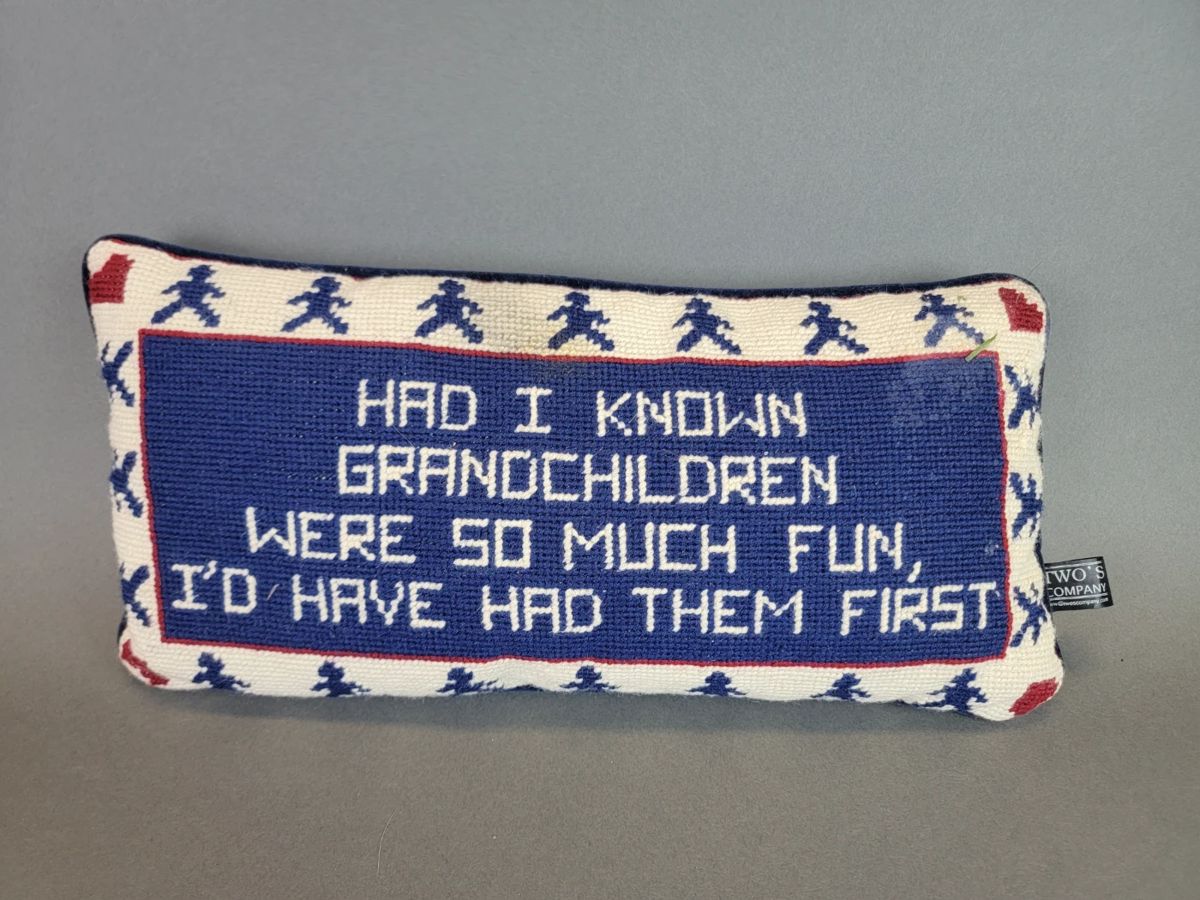 HAD I KNOWN
GRANDCHILDREN
WERE SO MUCH FUN,
I'D HAVE HAD THEM FIRST
TWO'S
COMPANY